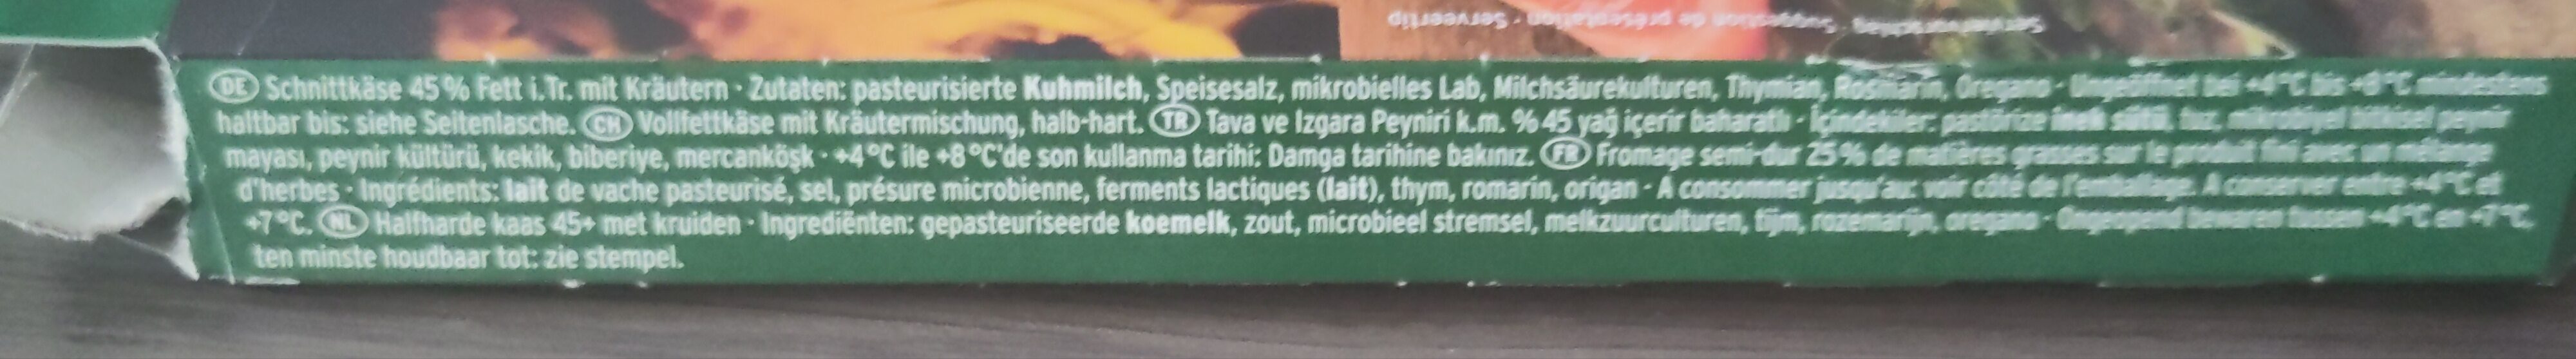 Serviervorschlag · Suggestion de présentation · Serveertip
DE Schnittkäse 45 % Fett i.Tr. mit Kräutern · Zutaten: pasteurisierte Kuhmilch, Speisesalz, mikrobielles Lab, Milchsäurekulturen, Thymian, Rosmarin, Oregano · Ungeöffnet bei +4°C bis +8°C mindestens
haltbar bis: siehe Seitenlasche. CH Vollfettkäse mit Kräutermischung, halb-hart. TR Tava ve Izgara Peyniri k.m. %45 yağ içerir baharatlı · İçindekiler: pastörize inek sütü, tuz, mikrobiyel bitkisel peynir
mayası, peynir kültürü, kekik, biberiye, mercanköşk · +4°C ile +8°C'de son kullanma tarihi: Damga tarihine bakınız. FR Fromage semi-dur 25 % de matières grasses sur le produit fini avec un mélange
d'herbes · Ingrédients: lait de vache pasteurisé, sel, présure microbienne, ferments lactiques (lait), thym, romarin, origan · A consommer jusqu'au: voir côté de l'emballage. A conserver entre +4°C et
+7°C. NL Halfharde kaas 45+ met kruiden · Ingrediënten: gepasteuriseerde koemelk, zout, microbieel stremsel, melkzuurculturen, tijm, rozemarijn, oregano · Ongeopend bewaren tussen +4°C en +7°C,
ten minste houdbaar tot: zie stempel.